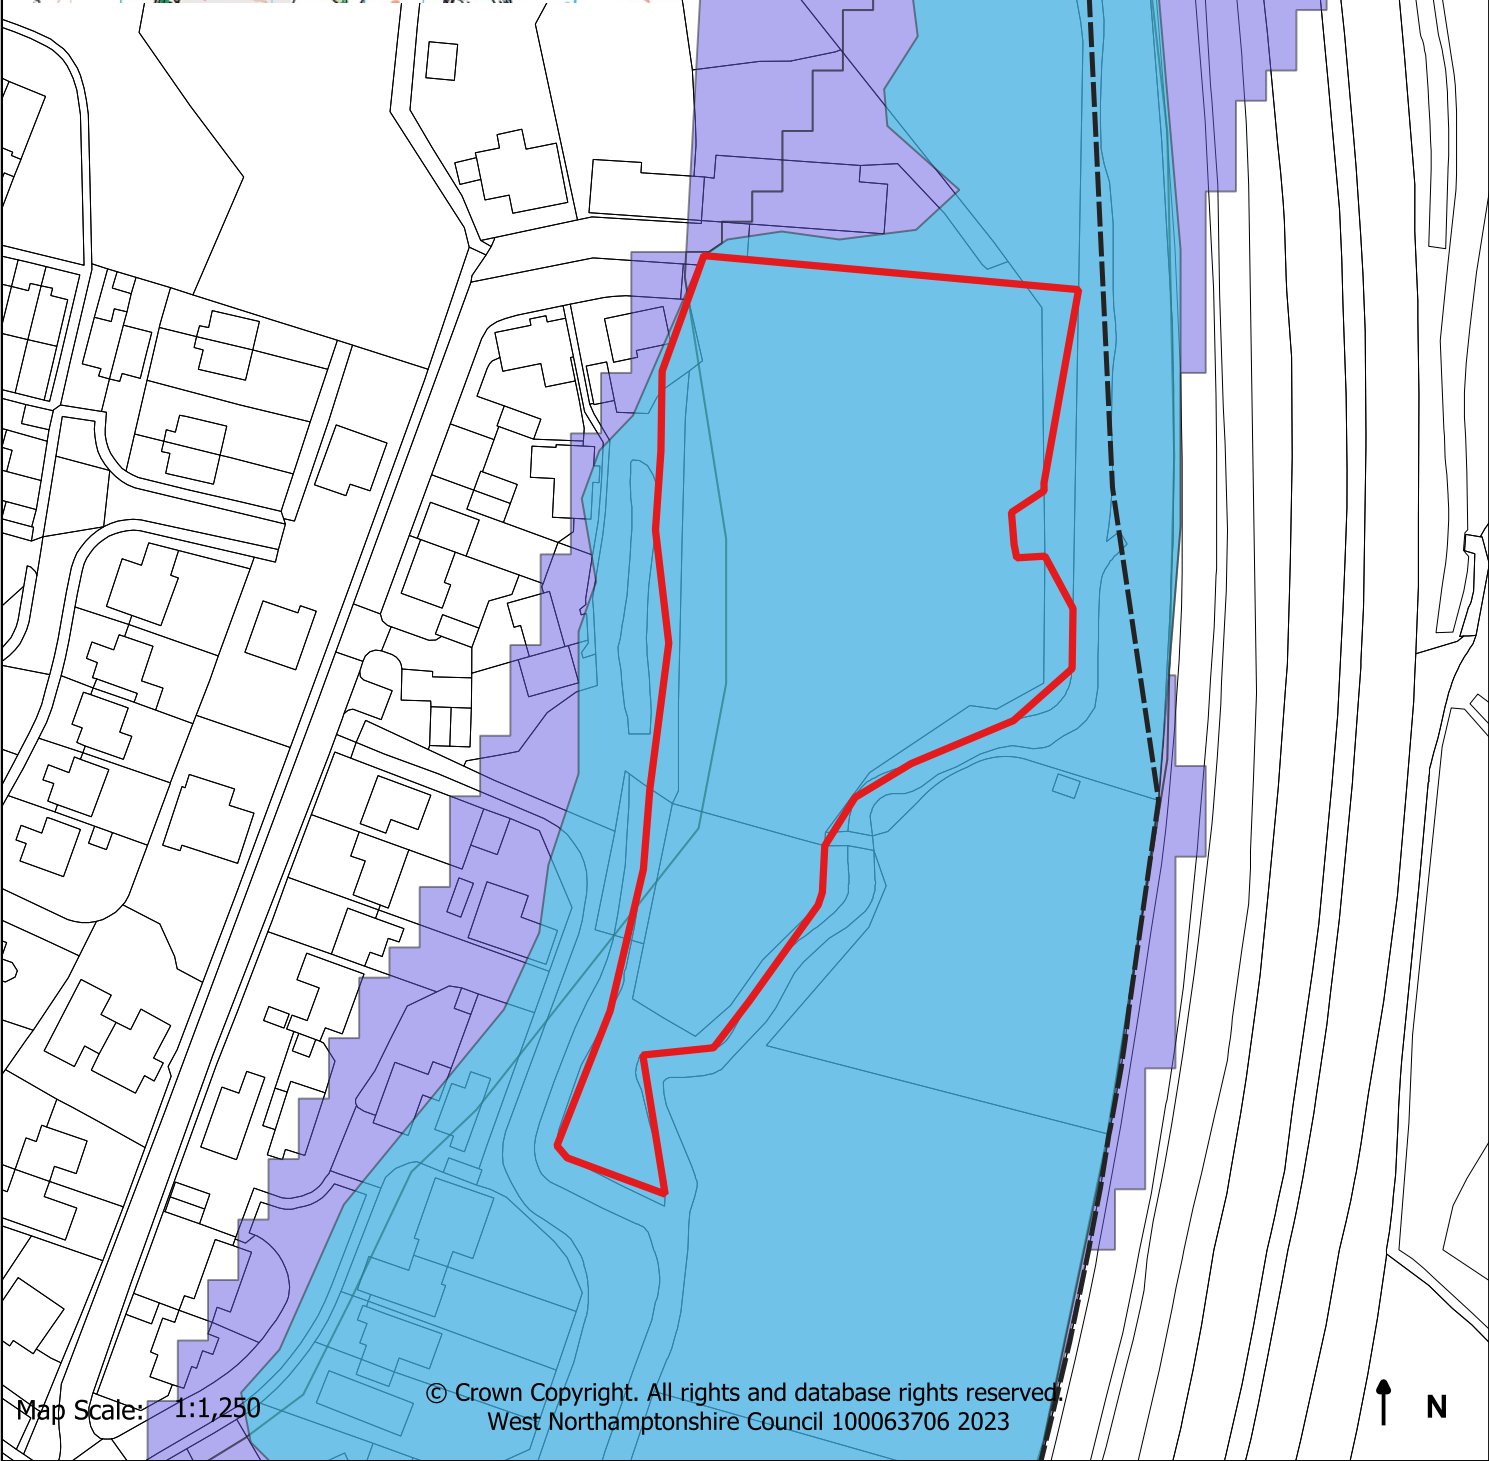 © Crown Copyright. All rights and database rights reserved.
West Northamptonshire Council 100063706 2023
Map Scale: 1:1,250
N